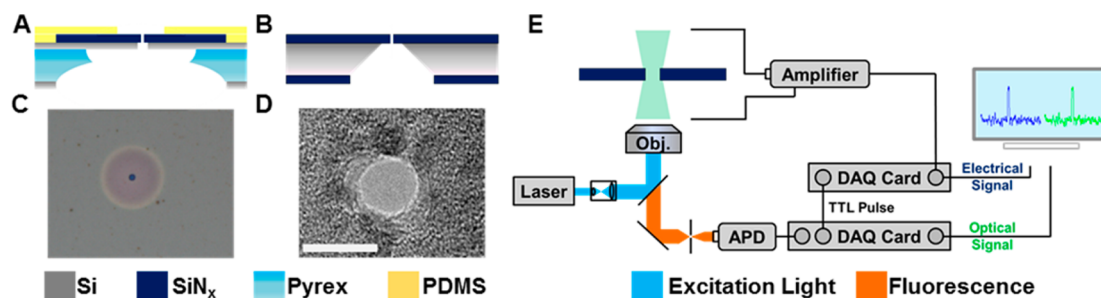 A
B
E
Amplifier
C
D
Obj.
Laser
DAQ Card
Electrical
Signal
TTL Pulse
APD
DAQ Card
Optical
Signal
Si
SiNx
Pyrex
PDMS
Excitation Light
Fluorescence